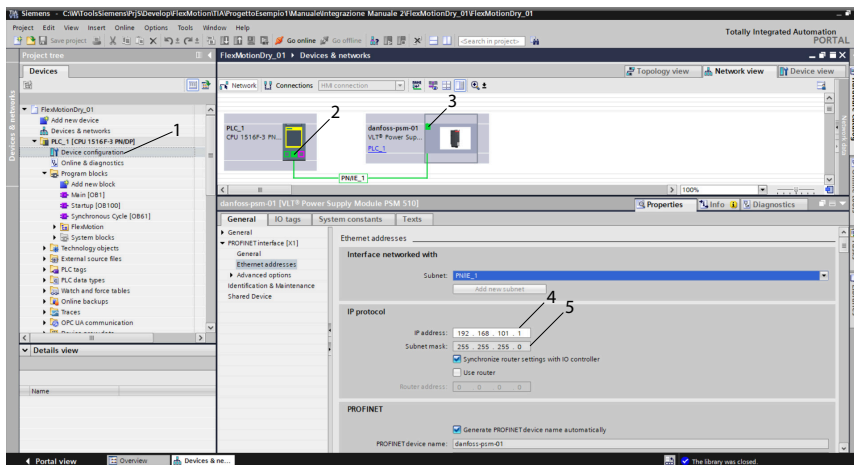 Siemens - C:\W\ToolsSiemens\PrjS\Develop\FlexMotion\TIA\ProgettoEsempio1\Manuale\Integrazione Manuale 2\FlexMotionDry_01\FlexMotionDry_01
Project Edit View Insert Online Options Tools Window Help
Totally Integrated Automation
PORTAL
Save project Go online Go offline <Search in project>
Project tree
FlexMotionDry_01 Devices & networks
Devices
Topology view Network view Device view
Network Connections HMI connection
Devices & networks
Hardware catalog
Network data
FlexMotionDry_01
Add new device
Devices & networks
PLC_1 [CPU 1516F-3 PN/DP]
Device configuration
Online & diagnostics
Program blocks
Add new block
Main [OB1]
Startup [OB100]
Synchronous Cycle [OB61]
FlexMotion
System blocks
Technology objects
External source files
PLC tags
PLC data types
Watch and force tables
Online backups
Traces
OPC UA communication
1
2
3
PLC_1
CPU 1516F-3 PN...
danfoss-psm-01
VLT® Power Sup...
PLC_1
PN/IE_1
100%
danfoss-psm-01 [VLT® Power Supply Module PSM 510]
Properties Info Diagnostics
General IO tags System constants Texts
General
PROFINET interface [X1]
General
Ethernet addresses
Advanced options
Identification & Maintenance
Shared Device
Ethernet addresses
Interface networked with
Subnet: PN/IE_1
Add new subnet
4
5
IP protocol
IP address: 192 . 168 . 101 . 1
Subnet mask: 255 . 255 . 255 . 0
Synchronize router settings with IO controller
Use router
Router address: 0 . 0 . 0 . 0
PROFINET
Generate PROFINET device name automatically
PROFINET device name: danfoss-psm-01
Details view
Name
Portal view Overview Devices & ne...
The library was closed.